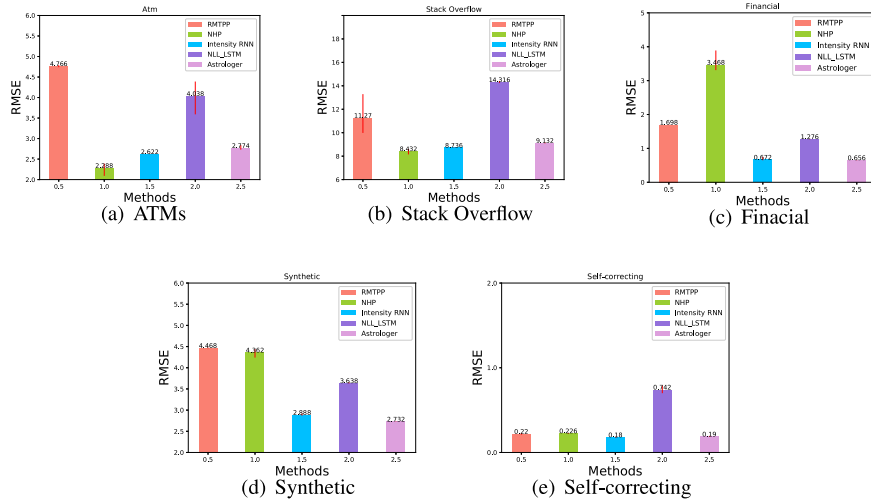 Atm
RMSE
6.0
5.5
5.0
4.5
4.0
3.5
3.0
2.5
2.0
4.766
2.288
2.622
4.038
2.774
RMTPP
NHP
Intensity RNN
NLL_LSTM
Astrologer
0.5 1.0 1.5 2.0 2.5
Methods
(a) ATMs
Stack Overflow
RMSE
20
18
16
14
12
10
8
6
11.27
8.432
8.736
14.316
9.132
RMTPP
NHP
Intensity RNN
NLL_LSTM
Astrologer
0.5 1.0 1.5 2.0 2.5
Methods
(b) Stack Overflow
Financial
RMSE
5
4
3
2
1
0
1.698
3.468
0.672
1.276
0.656
RMTPP
NHP
Intensity RNN
NLL_LSTM
Astrologer
0.5 1.0 1.5 2.0 2.5
Methods
(c) Finacial
Synthetic
RMSE
6.0
5.5
5.0
4.5
4.0
3.5
3.0
2.5
2.0
4.468
4.362
2.888
3.638
2.732
RMTPP
NHP
Intensity RNN
NLL_LSTM
Astrologer
0.5 1.0 1.5 2.0 2.5
Methods
(d) Synthetic
Self-correcting
RMSE
2.0
1.0
0.0
0.22
0.226
0.18
0.742
0.19
RMTPP
NHP
Intensity RNN
NLL_LSTM
Astrologer
0.5 1.0 1.5 2.0 2.5
Methods
(e) Self-correcting